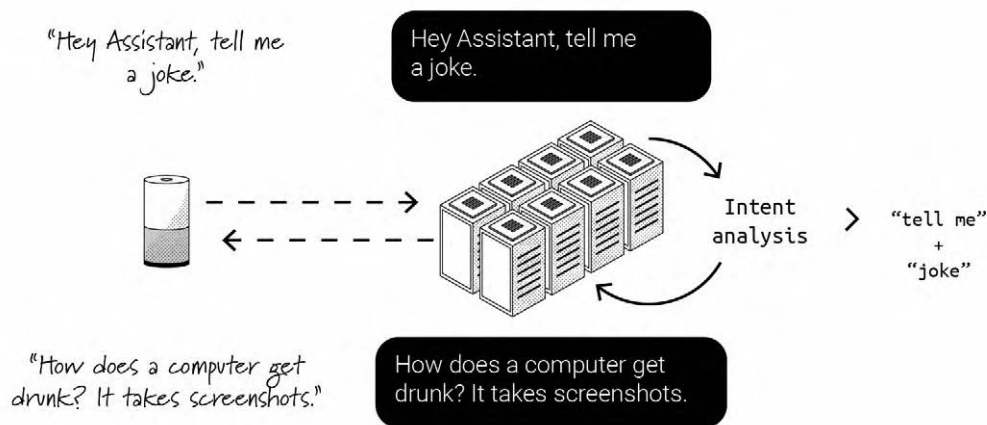 “Hey Assistant, tell me
a joke.”
Hey Assistant, tell me
a joke.
Intent
analysis
>
“tell me”
+
“joke”
“How does a computer get
drunk? It takes screenshots.”
How does a computer get
drunk? It takes screenshots.